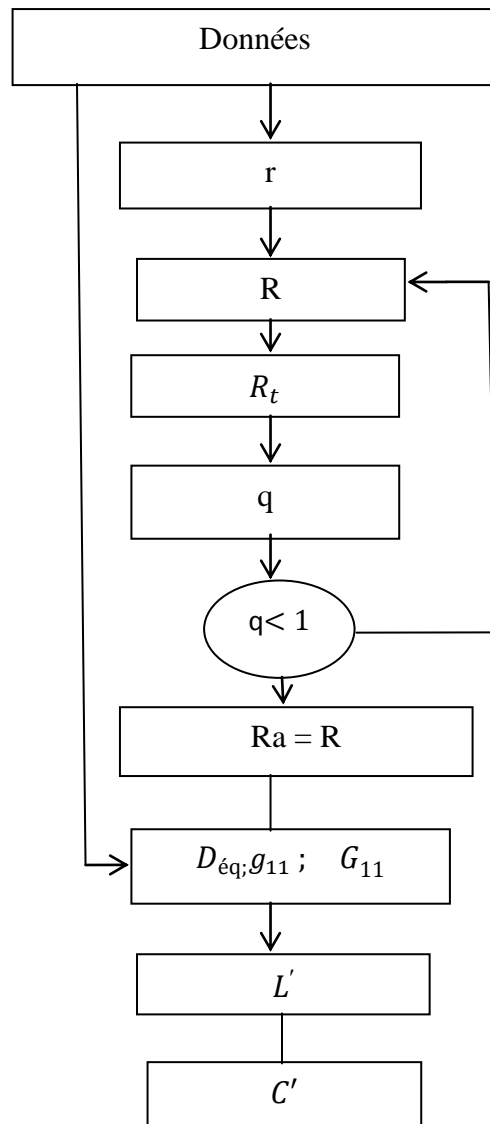 Données
r
R
R_t
q
q< 1
Ra = R
D_éq;g_11 ; G_11
L'
C′